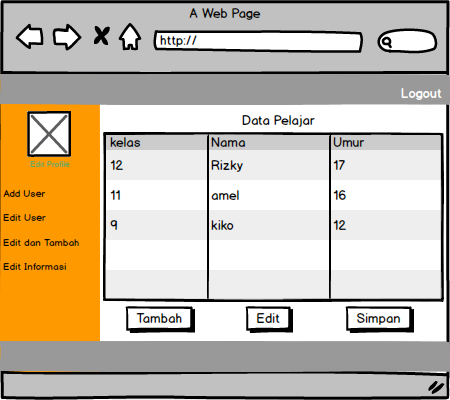 A Web Page
http://
Logout
Edit Profile
Add User
Edit User
Edit dan Tambah
Edit Informasi
Data Pelajar
kelas Nama Umur
12 Rizky 17
11 amel 16
9 kiko 12
Tambah Edit Simpan